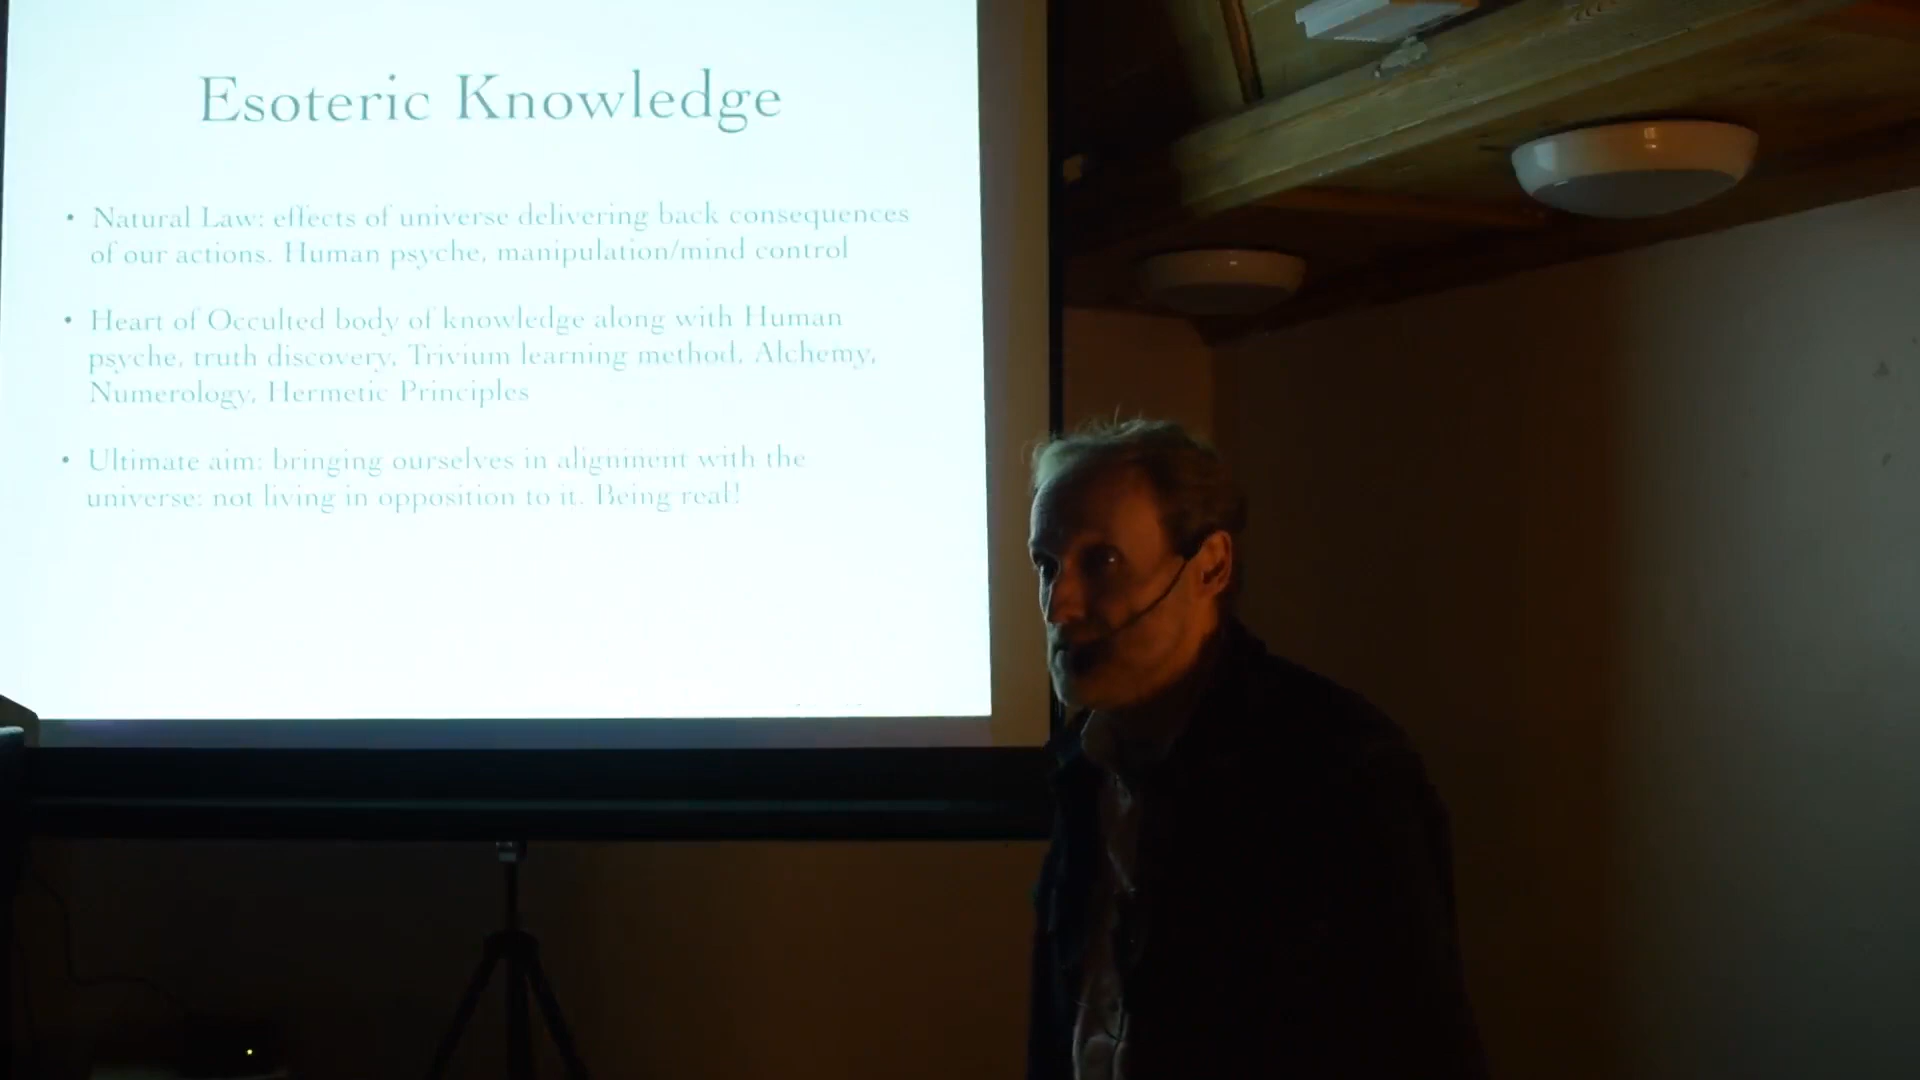 Esoteric Knowledge
• Natural Law: effects of universe delivering back consequences
of our actions. Human psyche, manipulation/mind control
• Heart of Occulted body of knowledge along with Human
psyche, truth discovery, Trivium learning method, Alchemy,
Numerology, Hermetic Principles
• Ultimate aim: bringing ourselves in alignment with the
universe: not living in opposition to it. Being real!